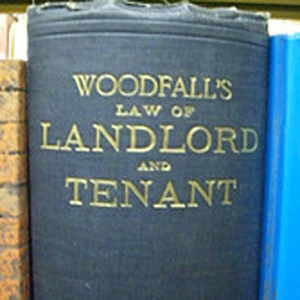 WOODFALL'S
LAW OF
LANDLORD
AND
TENANT